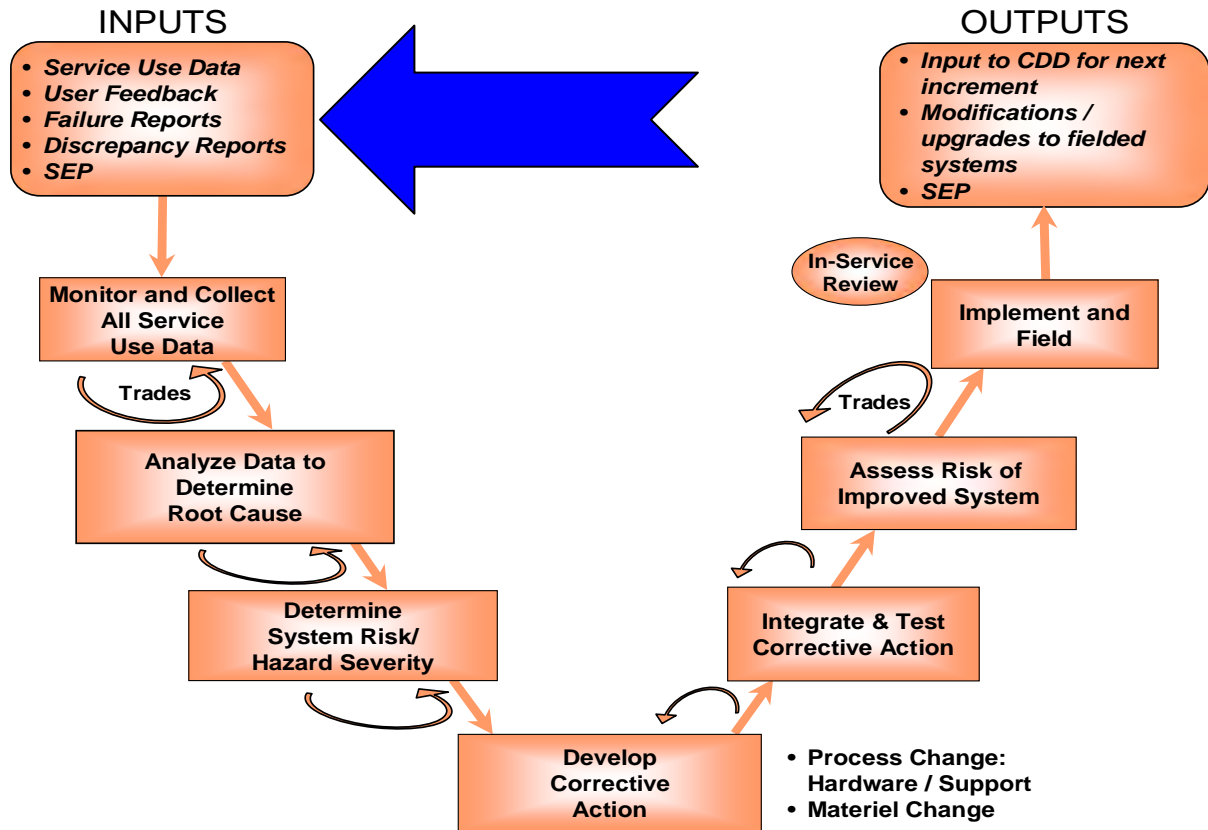 INPUTS
• Service Use Data
• User Feedback
• Failure Reports
• Discrepancy Reports
• SEP
Monitor and Collect
All Service
Use Data
Trades
Analyze Data to
Determine
Root Cause
Determine
System Risk/
Hazard Severity
Develop
Corrective
Action
• Process Change:
Hardware / Support
• Materiel Change
Integrate & Test
Corrective Action
Assess Risk of
Improved System
Trades
Implement and
Field
In-Service
Review
OUTPUTS
• Input to CDD for next
increment
• Modifications /
upgrades to fielded
systems
• SEP